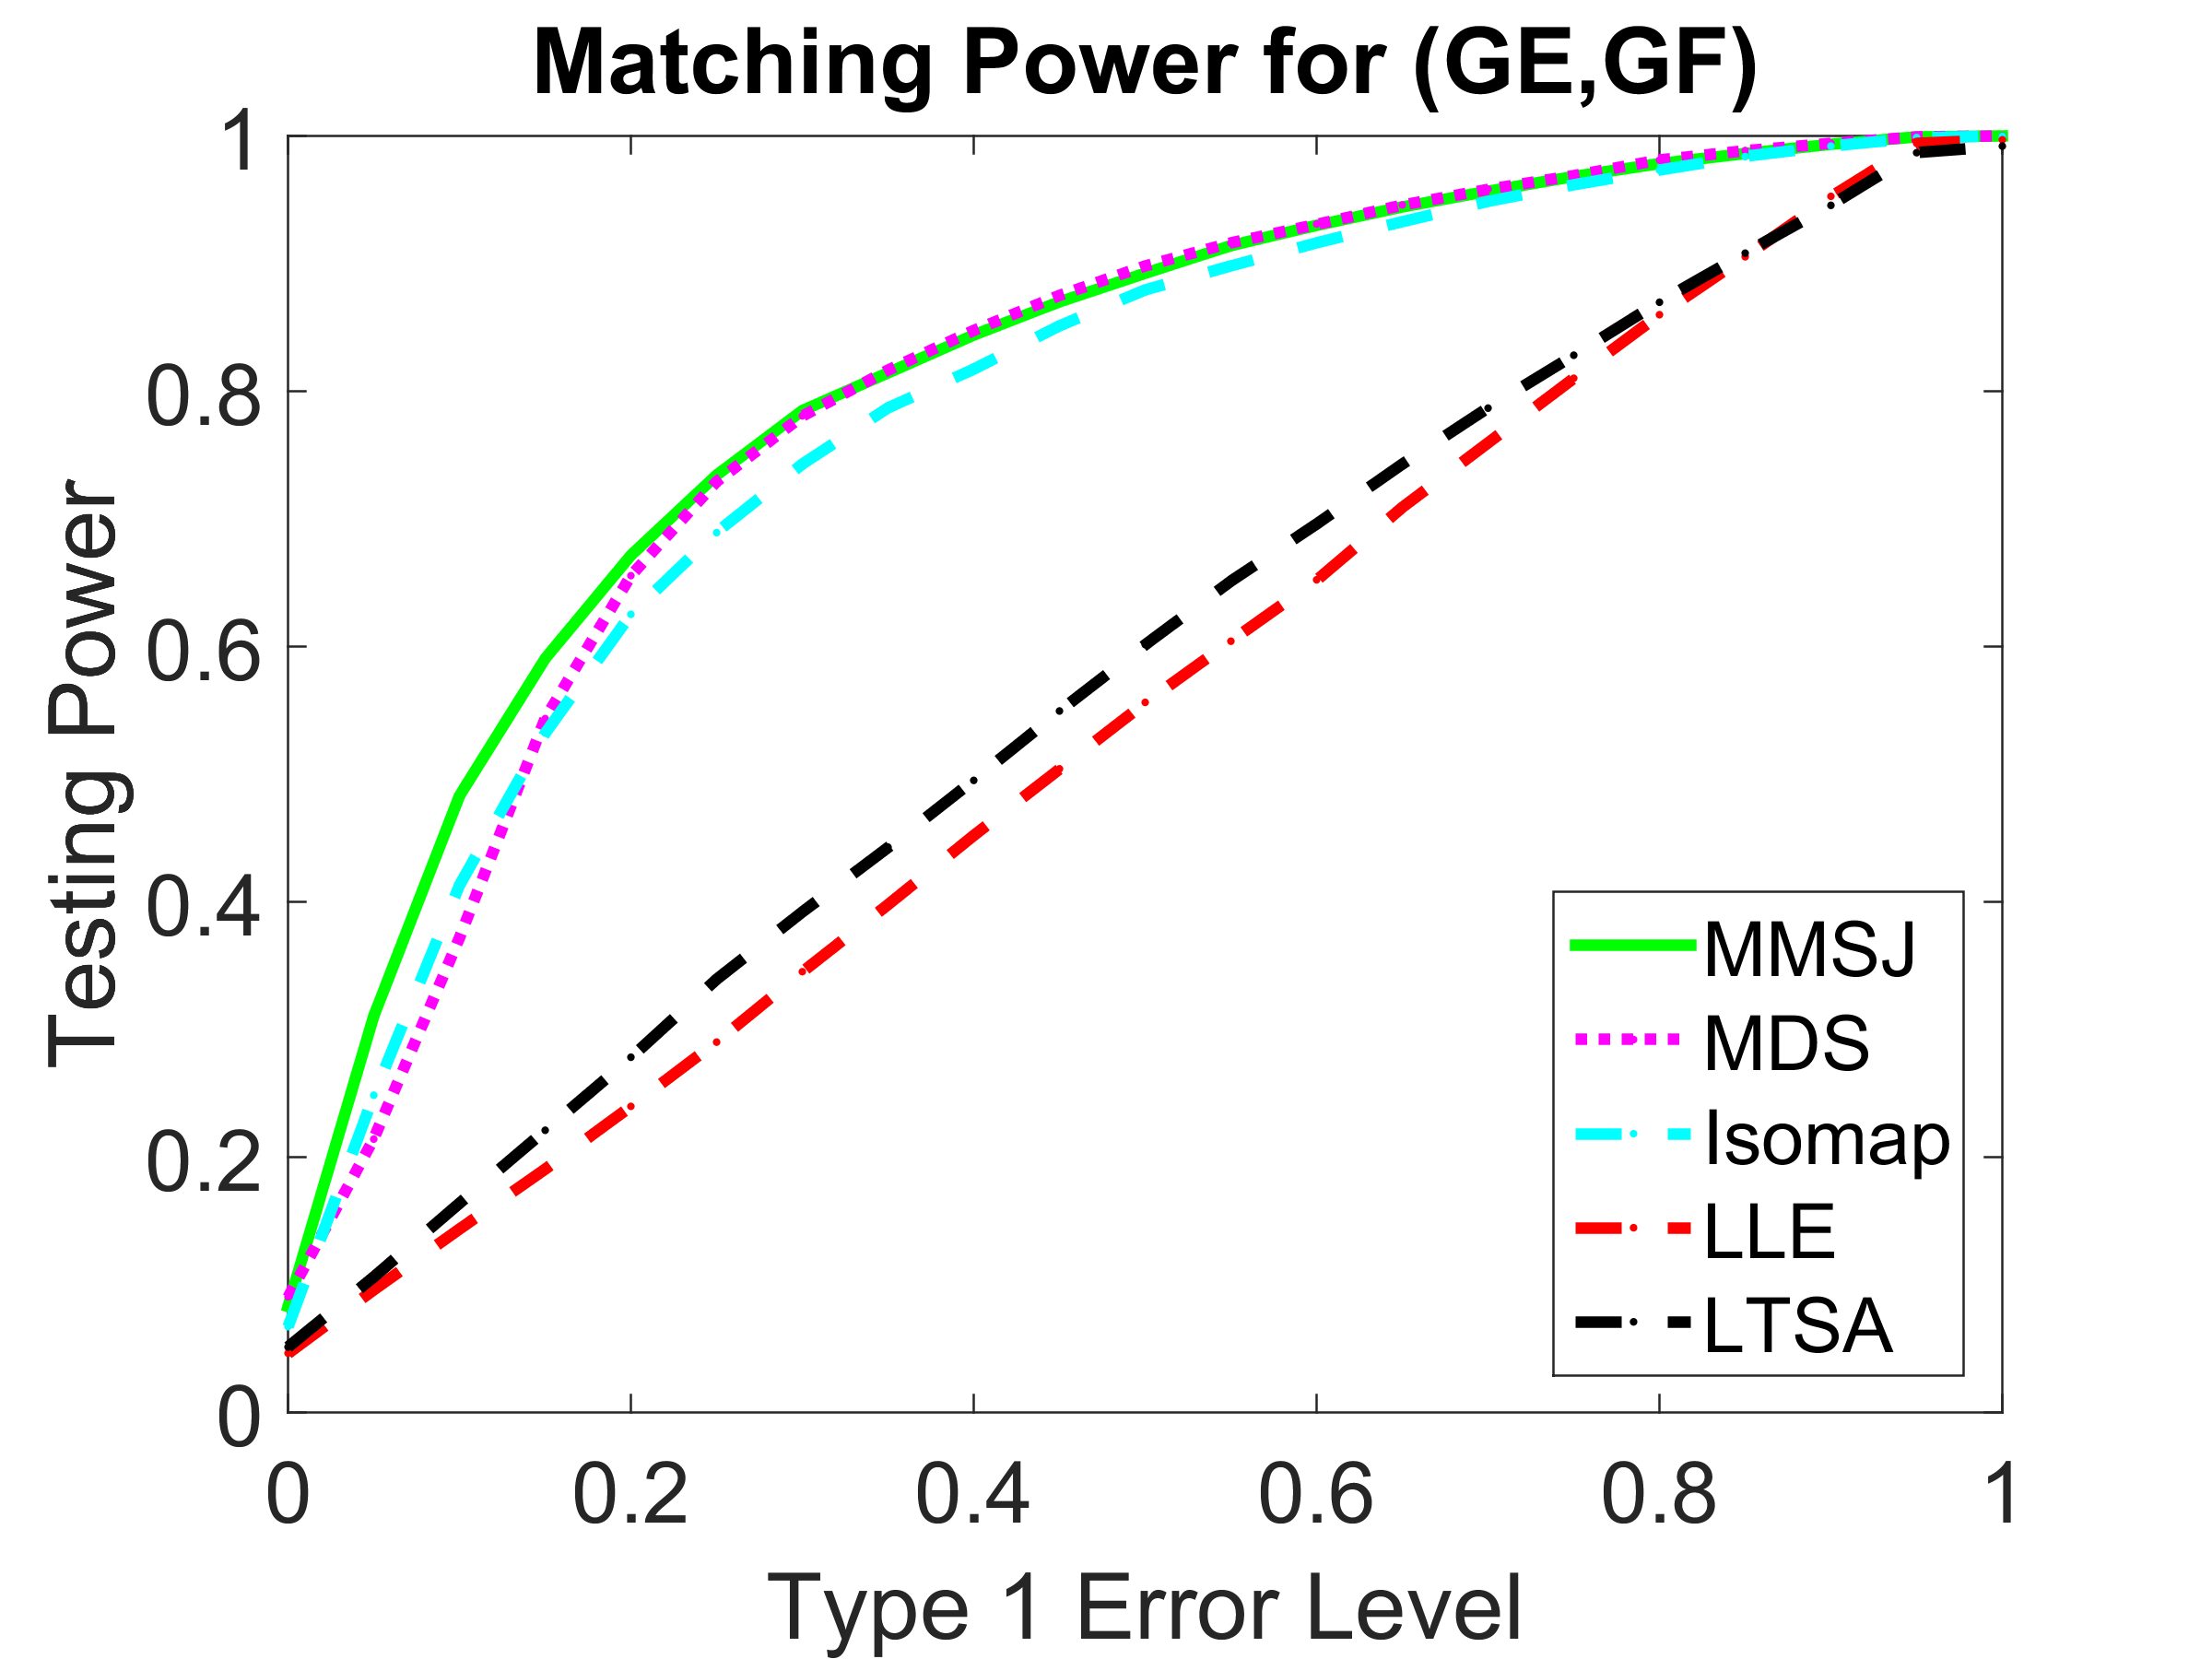 Matching Power for (GE,GF)
1
0.8
0.6
0.4
0.2
0
Testing Power
MMSJ
MDS
Isomap
LLE
LTSA
0 0.2 0.4 0.6 0.8 1
Type 1 Error Level